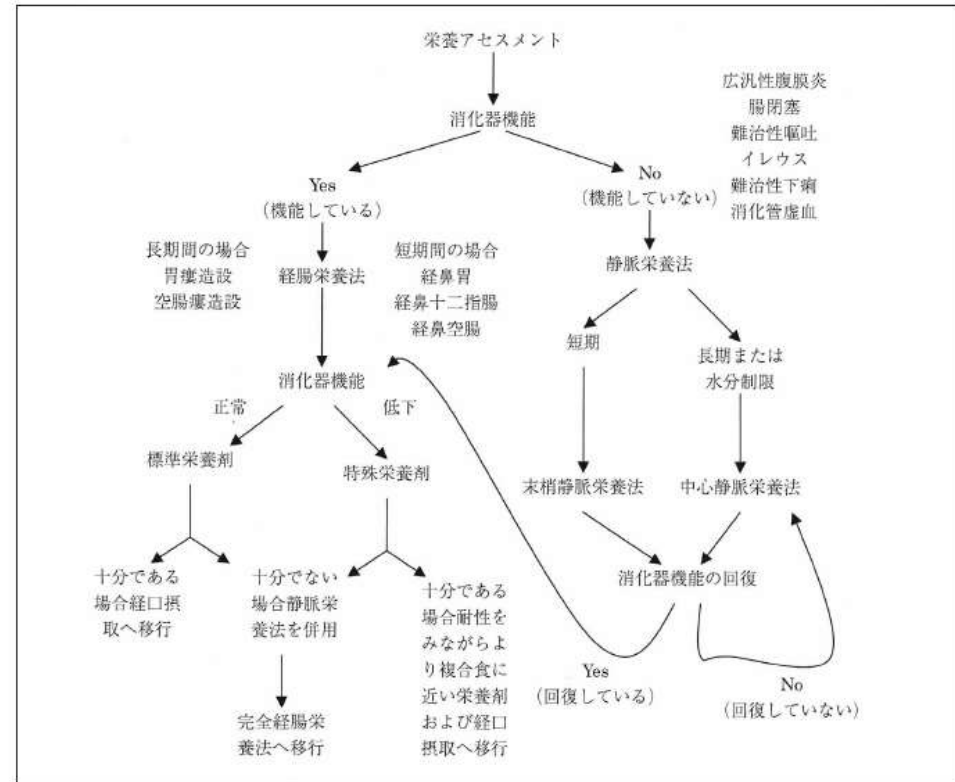 栄養アセスメント
消化器機能
広汎性腹膜炎
腸閉塞
難治性嘔吐
イレウス
難治性下痢
消化管虚血
Yes
(機能している)
No
(機能していない)
長期間の場合
胃瘻造設
空腸瘻造設
経腸栄養法
短期間の場合
経鼻胃
経鼻十二指腸
経鼻空腸
静脈栄養法
短期
長期または
水分制限
消化器機能
正常
低下
標準栄養剤
特殊栄養剤
末梢静脈栄養法
中心静脈栄養法
十分である
場合経口摂
取へ移行
十分でない
場合静脈栄
養法を併用
十分である
場合耐性を
みながらよ
り複合食に
近い栄養剤
および経口
摂取へ移行
完全経腸栄
養法へ移行
消化器機能の回復
Yes
(回復している)
No
(回復していない)